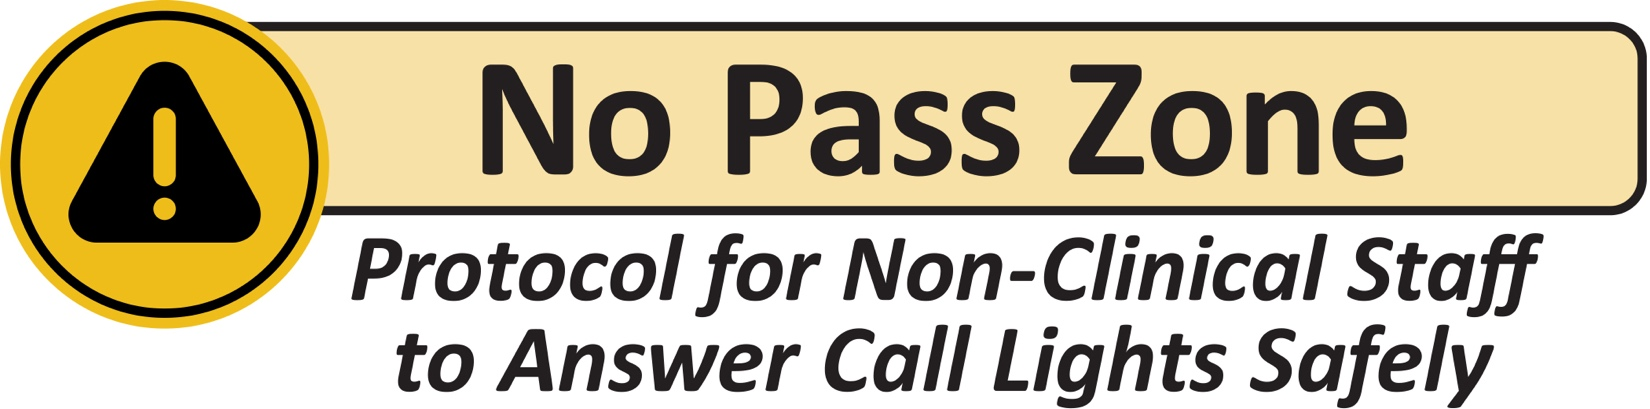 No Pass Zone
Protocol for Non-Clinical Staff
to Answer Call Lights Safely